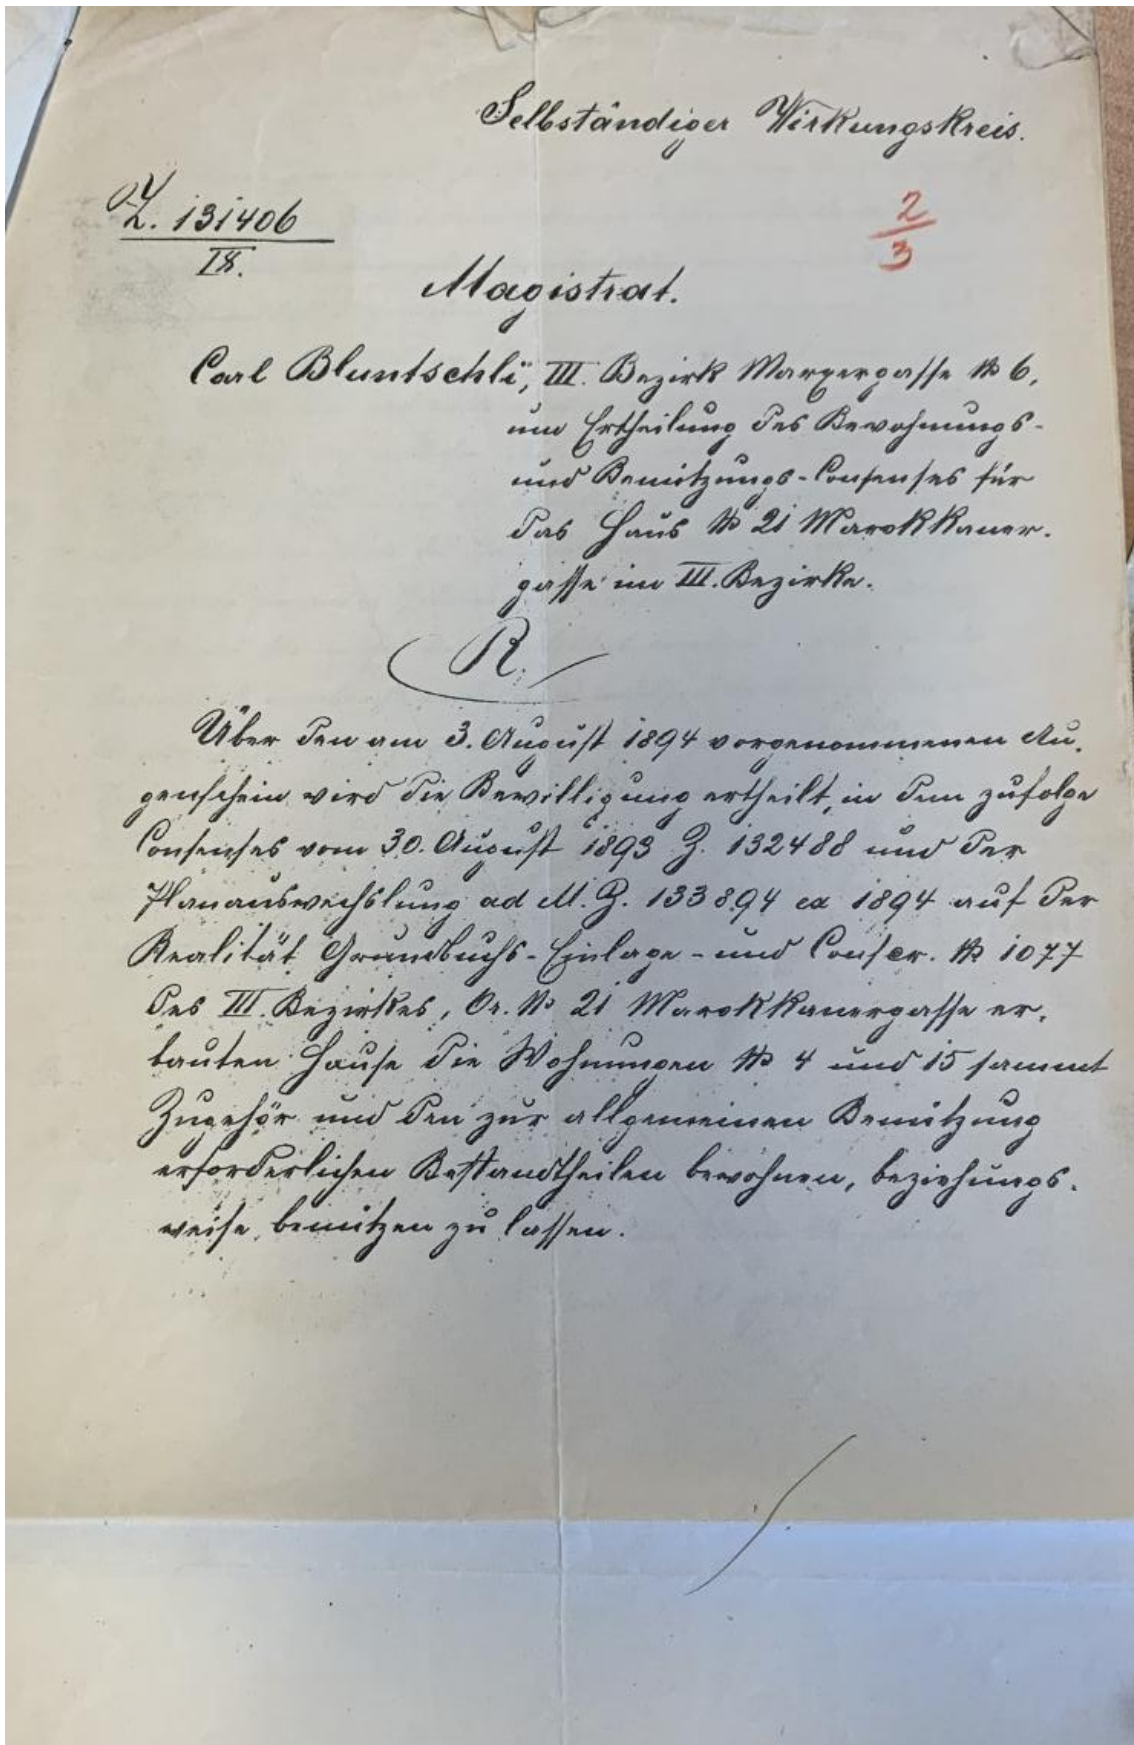 Selbständiger Wirkungskreis.
Z. 131406
IX.
2
3
Magistrat.
Carl Bluntschli, III. Bezirk Marxergasse No 6,
um Ertheilung des Bewohnungs-
und Benützungs-Consenses für
das Haus No 21 Marokkaner-
gasse im III. Bezirke.
R.
Über den am 3. August 1894 vorgenommenen Au-
genschein wird die Bewilligung ertheilt, in dem zufolge
Consenses vom 30. August 1893 Z. 132488 und der
Planauswechslung ad M. Z. 133894 ex 1894 auf der
Realität Grundbuchs-Einlage- und Conscr. No 1077
des III. Bezirkes, Or. No 21 Marokkanergasse er-
bauten Hause die Wohnungen No 4 und 15 sammt
Zugehör und den zur allgemeinen Benützung
erforderlichen Bestandtheilen bewohnen, beziehungs-
weise benützen zu lassen.